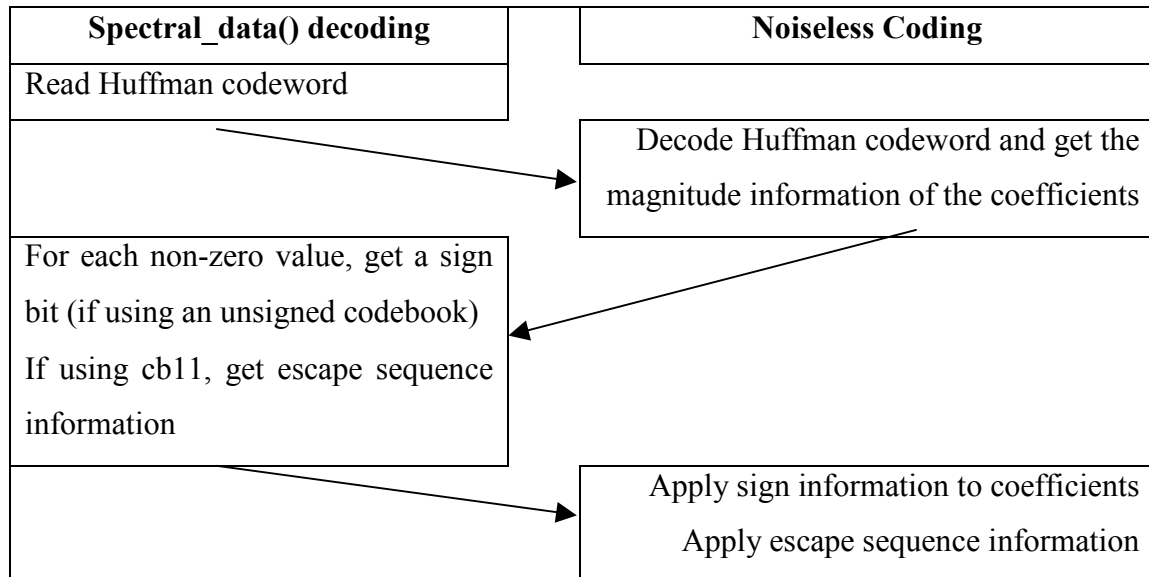 Spectral_data() decoding
Noiseless Coding
Read Huffman codeword
Decode Huffman codeword and get the
magnitude information of the coefficients
For each non-zero value, get a sign
bit (if using an unsigned codebook)
If using cb11, get escape sequence
information
Apply sign information to coefficients
Apply escape sequence information